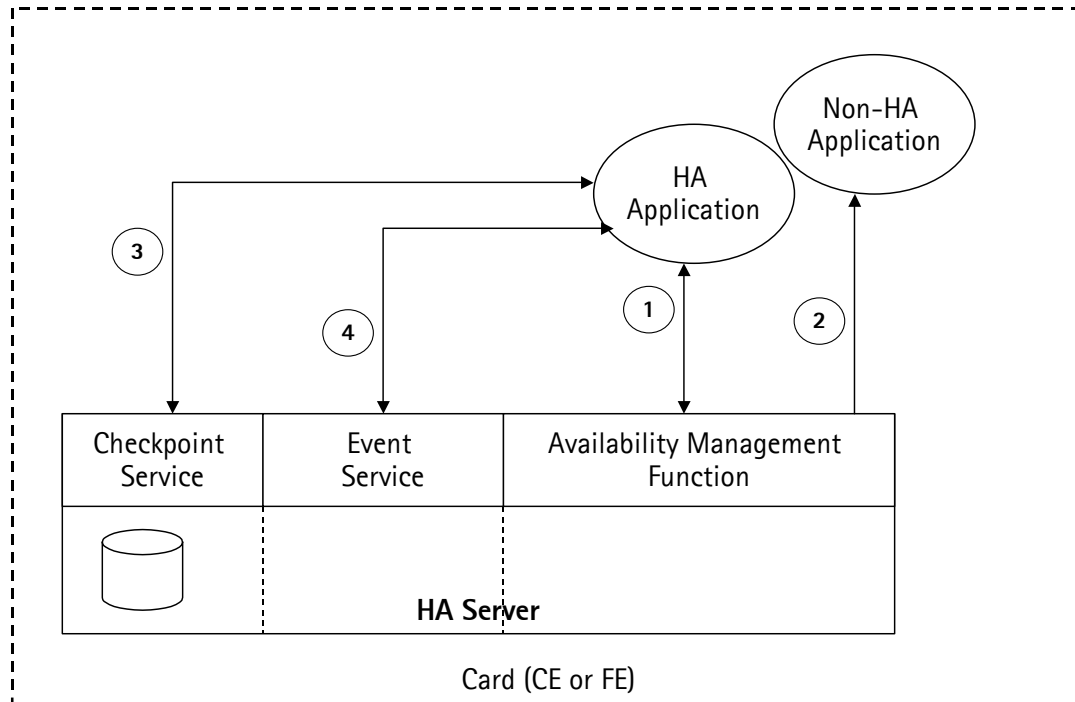 Non-HA
Application
HA
Application
3
4
1
2
Checkpoint
Service
Event
Service
Availability Management
Function
HA Server
Card (CE or FE)